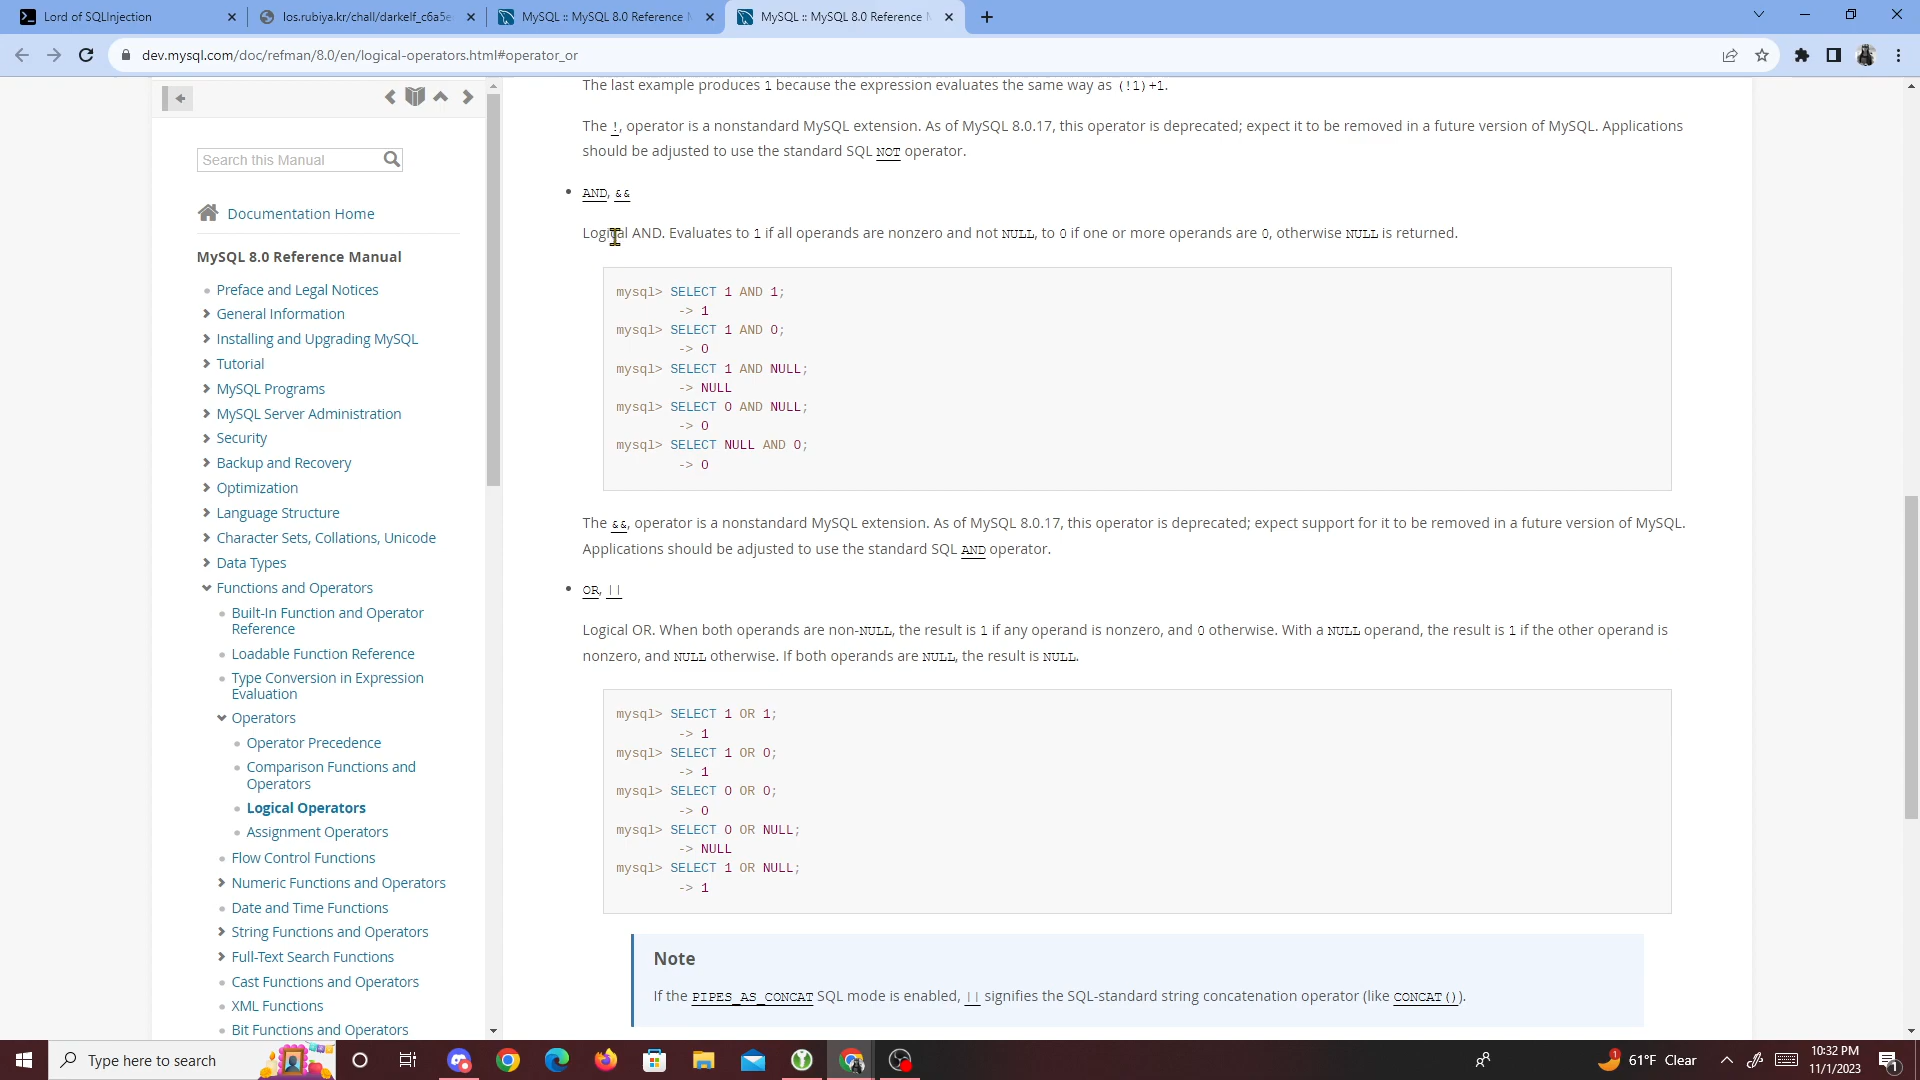 Lord of SQLInjection
los.rubiya.kr/chall/darkelf_c6a5e
MySQL :: MySQL 8.0 Reference
MySQL :: MySQL 8.0 Reference
dev.mysql.com/doc/refman/8.0/en/logical-operators.html#operator_or
Search this Manual
Documentation Home
MySQL 8.0 Reference Manual
Preface and Legal Notices
General Information
Installing and Upgrading MySQL
Tutorial
MySQL Programs
MySQL Server Administration
Security
Backup and Recovery
Optimization
Language Structure
Character Sets, Collations, Unicode
Data Types
Functions and Operators
Built-In Function and Operator
Reference
Loadable Function Reference
Type Conversion in Expression
Evaluation
Operators
Operator Precedence
Comparison Functions and
Operators
Logical Operators
Assignment Operators
Flow Control Functions
Numeric Functions and Operators
Date and Time Functions
String Functions and Operators
Full-Text Search Functions
Cast Functions and Operators
XML Functions
Bit Functions and Operators
The last example produces 1 because the expression evaluates the same way as (!1)+1.
The !, operator is a nonstandard MySQL extension. As of MySQL 8.0.17, this operator is deprecated; expect it to be removed in a future version of MySQL. Applications
should be adjusted to use the standard SQL NOT operator.
AND, &&
Logical AND. Evaluates to 1 if all operands are nonzero and not NULL, to 0 if one or more operands are 0, otherwise NULL is returned.
mysql> SELECT 1 AND 1;
-> 1
mysql> SELECT 1 AND 0;
-> 0
mysql> SELECT 1 AND NULL;
-> NULL
mysql> SELECT 0 AND NULL;
-> 0
mysql> SELECT NULL AND 0;
-> 0
The &&, operator is a nonstandard MySQL extension. As of MySQL 8.0.17, this operator is deprecated; expect support for it to be removed in a future version of MySQL.
Applications should be adjusted to use the standard SQL AND operator.
OR, ||
Logical OR. When both operands are non-NULL, the result is 1 if any operand is nonzero, and 0 otherwise. With a NULL operand, the result is 1 if the other operand is
nonzero, and NULL otherwise. If both operands are NULL, the result is NULL.
mysql> SELECT 1 OR 1;
-> 1
mysql> SELECT 1 OR 0;
-> 1
mysql> SELECT 0 OR 0;
-> 0
mysql> SELECT 0 OR NULL;
-> NULL
mysql> SELECT 1 OR NULL;
-> 1
Note
If the PIPES_AS_CONCAT SQL mode is enabled, || signifies the SQL-standard string concatenation operator (like CONCAT()).
Type here to search
1
61°F Clear
10:32 PM
11/1/2023
1